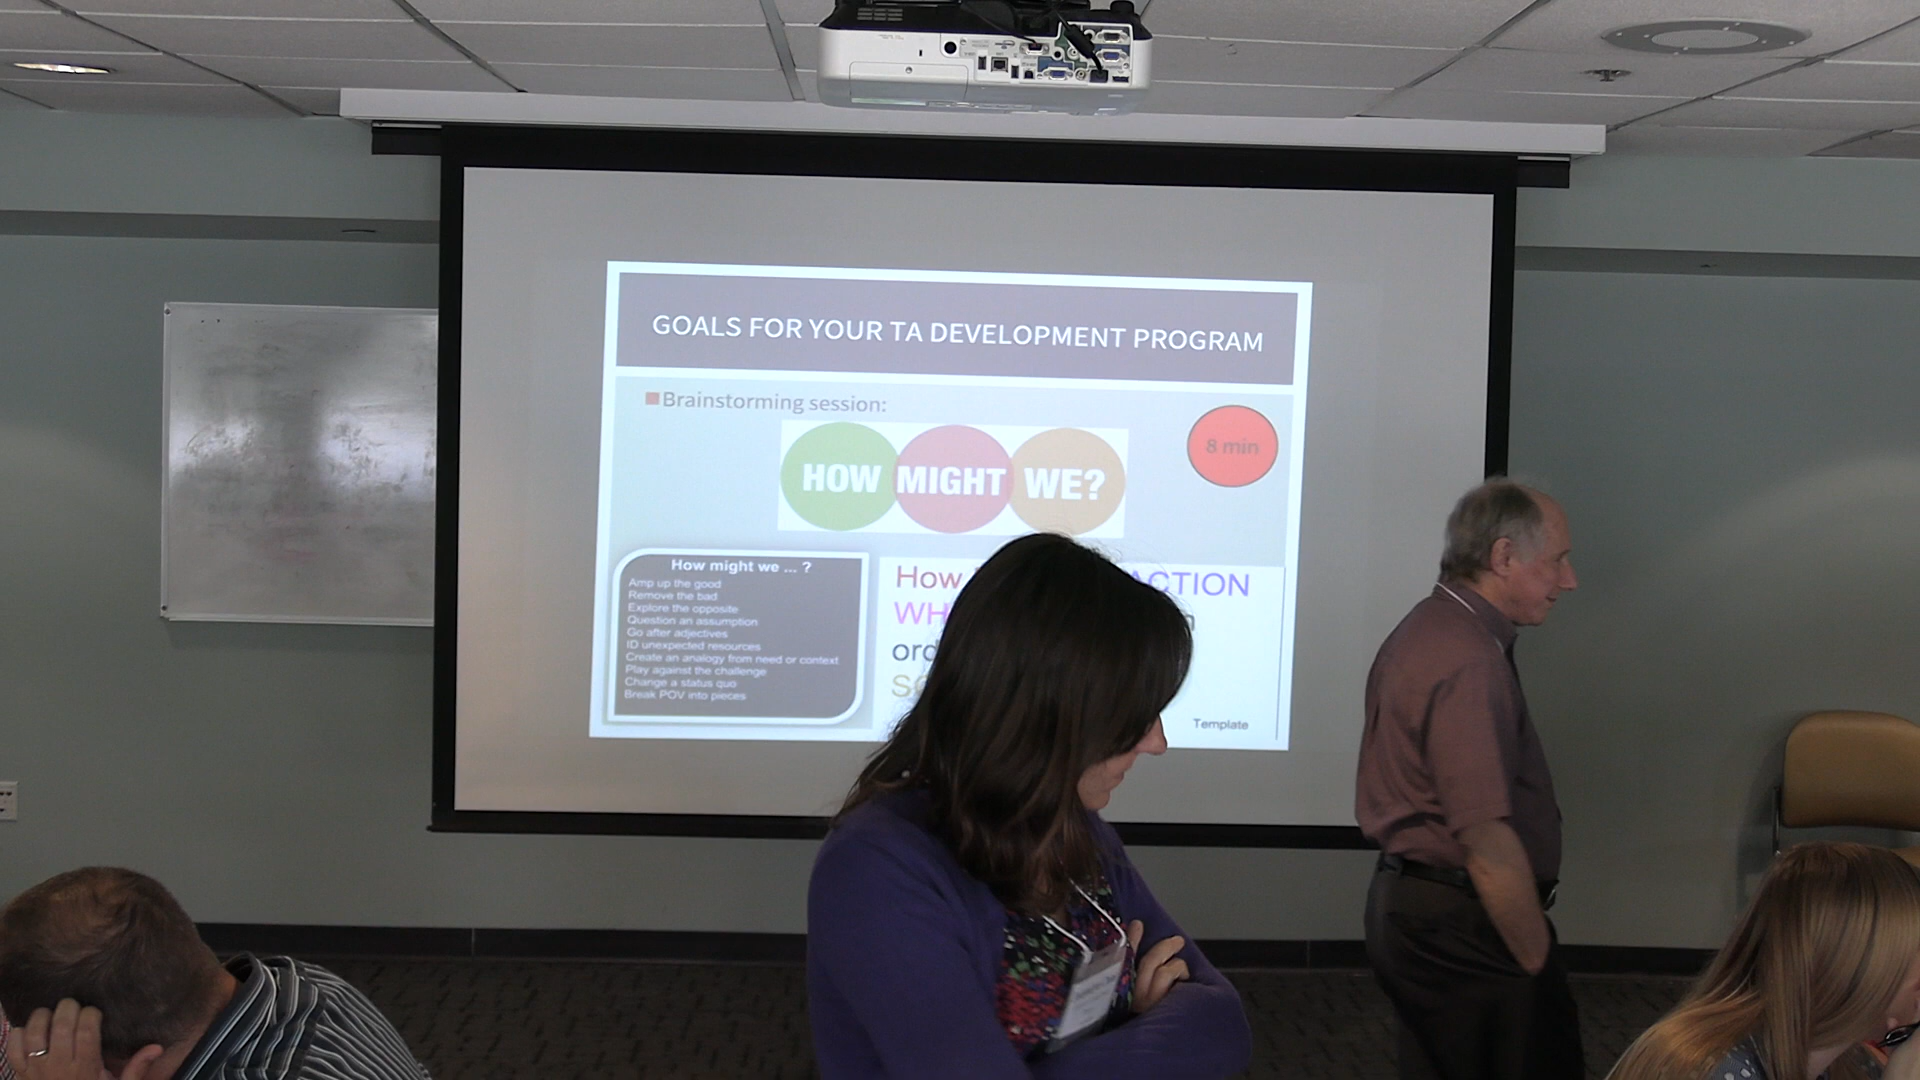 GOALS FOR YOUR TA DEVELOPMENT PROGRAM
Brainstorming session:
8 min
HOW MIGHT WE?
How might we ... ?
Amp up the good
Remove the bad
Explore the opposite
Question an assumption
Go after adjectives
ID unexpected resources
Create an analogy from need or context
Play against the challenge
Change a status quo
Break POV into pieces
How
Template